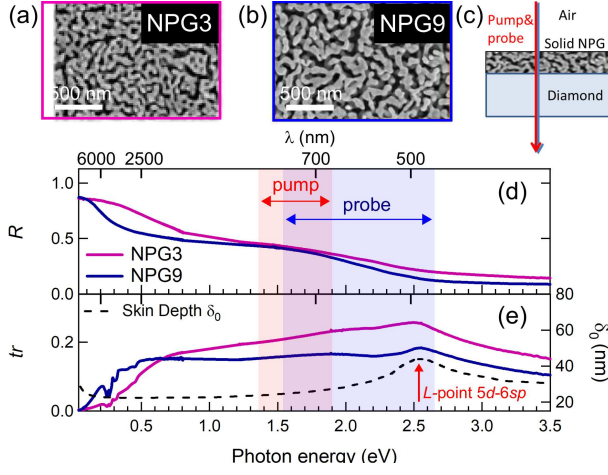 (a)
NPG3
500 nm
(b)
NPG9
500 nm
(c)
Pump&
probe
Air
Solid NPG
Diamond
λ (nm)
6000
2500
700
500
1.0
0.5
0.0
R
pump
probe
(d)
NPG3
NPG9
0.2
0.1
0.0
tr
Skin Depth δ0
(e)
80
60
40
20
δ0 (nm)
L-point 5d-6sp
0.5
1.0
1.5
2.0
2.5
3.0
3.5
Photon energy (eV)